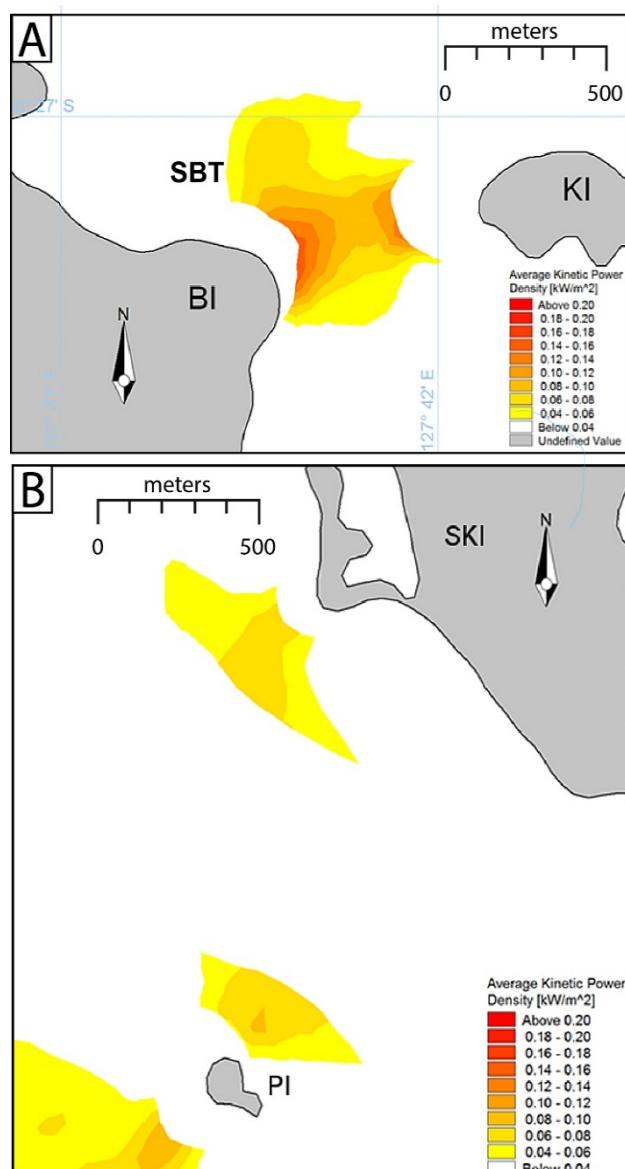 A
meters
0 500
27' S
SBT
KI
BI
N
127° 42' E
Average Kinetic Power
Density [kW/m^2]
Above 0.20
0.18 - 0.20
0.16 - 0.18
0.14 - 0.16
0.12 - 0.14
0.10 - 0.12
0.08 - 0.10
0.06 - 0.08
0.04 - 0.06
Below 0.04
Undefined Value
B
meters
0 500
SKI
N
PI
Average Kinetic Power
Density [kW/m^2]
Above 0.20
0.18 - 0.20
0.16 - 0.18
0.14 - 0.16
0.12 - 0.14
0.10 - 0.12
0.08 - 0.10
0.06 - 0.08
0.04 - 0.06
Below 0.04